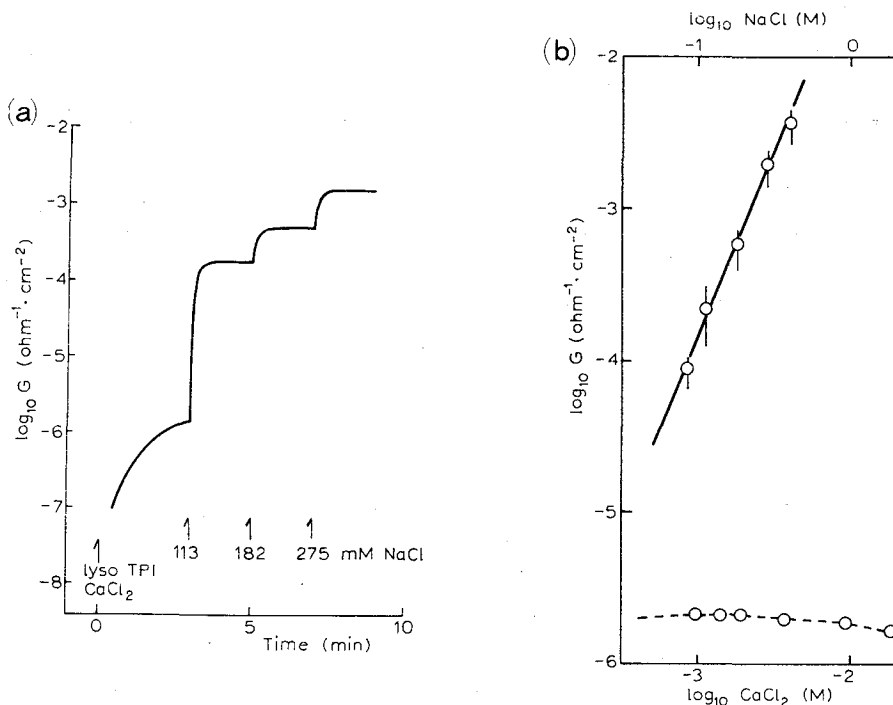 (a)
log10 G (ohm-1· cm-2)
-2
-3
-4
-5
-6
-7
-8
lyso TPI
CaCl2
113 182 275 mM NaCl
0 5 10
Time (min)
(b)
log10 NaCl (M)
-1 0
log10 G (ohm-1· cm-2)
-2
-3
-4
-5
-6
-3 -2
log10 CaCl2 (M)